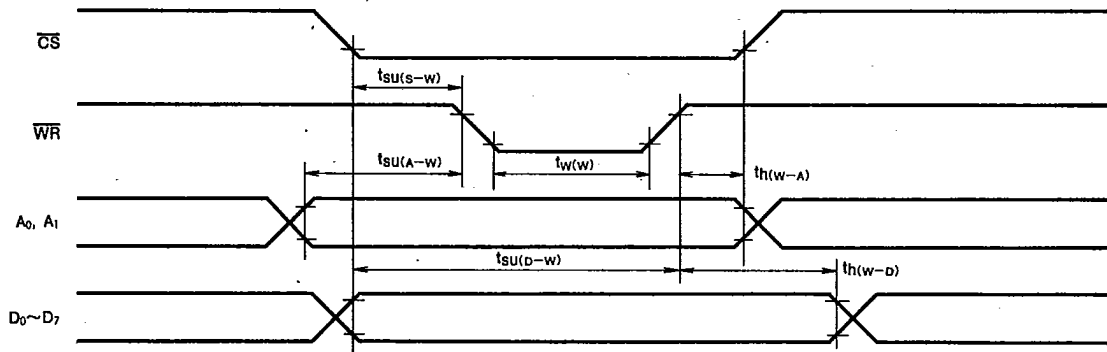 CS
tSU(S-W)
WR
tSU(A-W)
tW(W)
th(W-A)
A0, A1
tSU(D-W)
th(W-D)
D0~D7